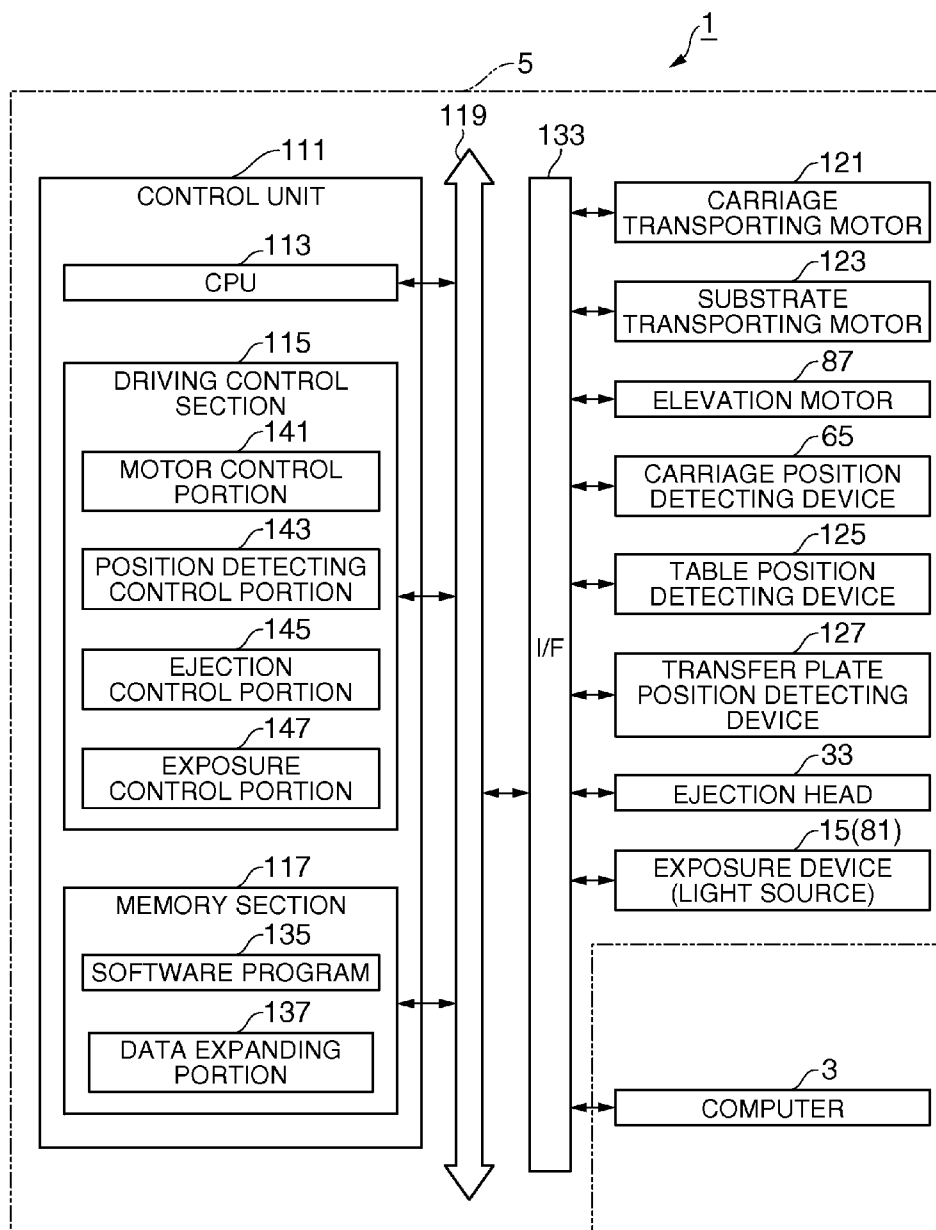 1
5
119
133
111
CONTROL UNIT
113
CPU
115
DRIVING CONTROL
SECTION
141
MOTOR CONTROL
PORTION
143
POSITION DETECTING
CONTROL PORTION
145
EJECTION
CONTROL PORTION
147
EXPOSURE
CONTROL PORTION
117
MEMORY SECTION
135
SOFTWARE PROGRAM
137
DATA EXPANDING
PORTION
I/F
121
CARRIAGE
TRANSPORTING MOTOR
123
SUBSTRATE
TRANSPORTING MOTOR
87
ELEVATION MOTOR
65
CARRIAGE POSITION
DETECTING DEVICE
125
TABLE POSITION
DETECTING DEVICE
127
TRANSFER PLATE
POSITION DETECTING
DEVICE
33
EJECTION HEAD
15(81)
EXPOSURE DEVICE
(LIGHT SOURCE)
3
COMPUTER